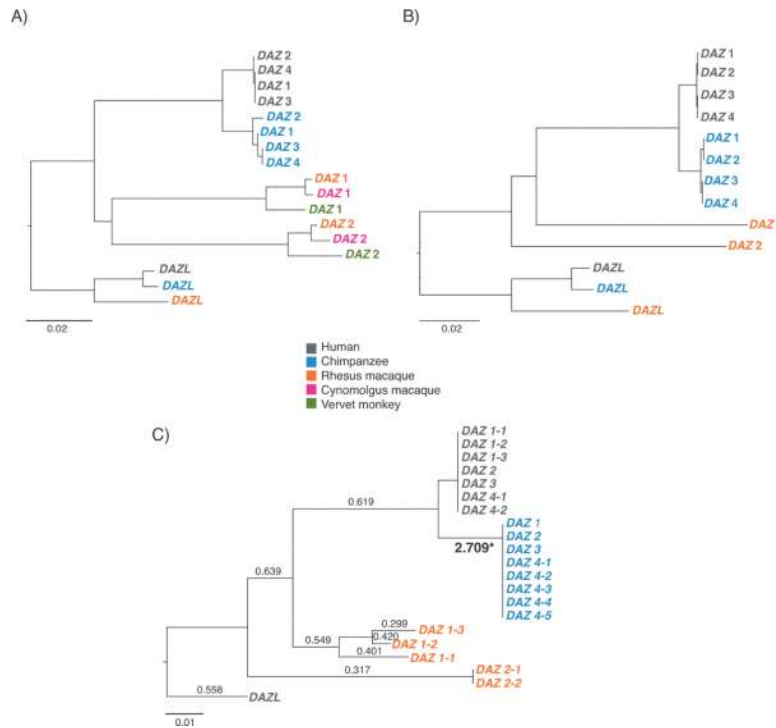 A)
DAZ 2
DAZ 4
DAZ 1
DAZ 3
DAZ 2
DAZ 1
DAZ 3
DAZ 4
DAZ 1
DAZ 1
DAZ 1
DAZ 2
DAZ 2
DAZ 2
DAZL
DAZL
DAZL
0.02
B)
DAZ 1
DAZ 2
DAZ 3
DAZ 4
DAZ 1
DAZ 2
DAZ 3
DAZ 4
DAZ
DAZ 2
DAZL
DAZL
DAZL
0.02
Human
Chimpanzee
Rhesus macaque
Cynomolgus macaque
Vervet monkey
C)
DAZ 1-1
DAZ 1-2
DAZ 1-3
DAZ 2
DAZ 3
DAZ 4-1
DAZ 4-2
0.619
DAZ 1
DAZ 2
2.709* DAZ 3
DAZ 4-1
DAZ 4-2
DAZ 4-3
DAZ 4-4
DAZ 4-5
0.639
0.299 DAZ 1-3
0.549 0.420 DAZ 1-2
0.401 DAZ 1-1
0.317 DAZ 2-1
DAZ 2-2
0.558 DAZL
0.01